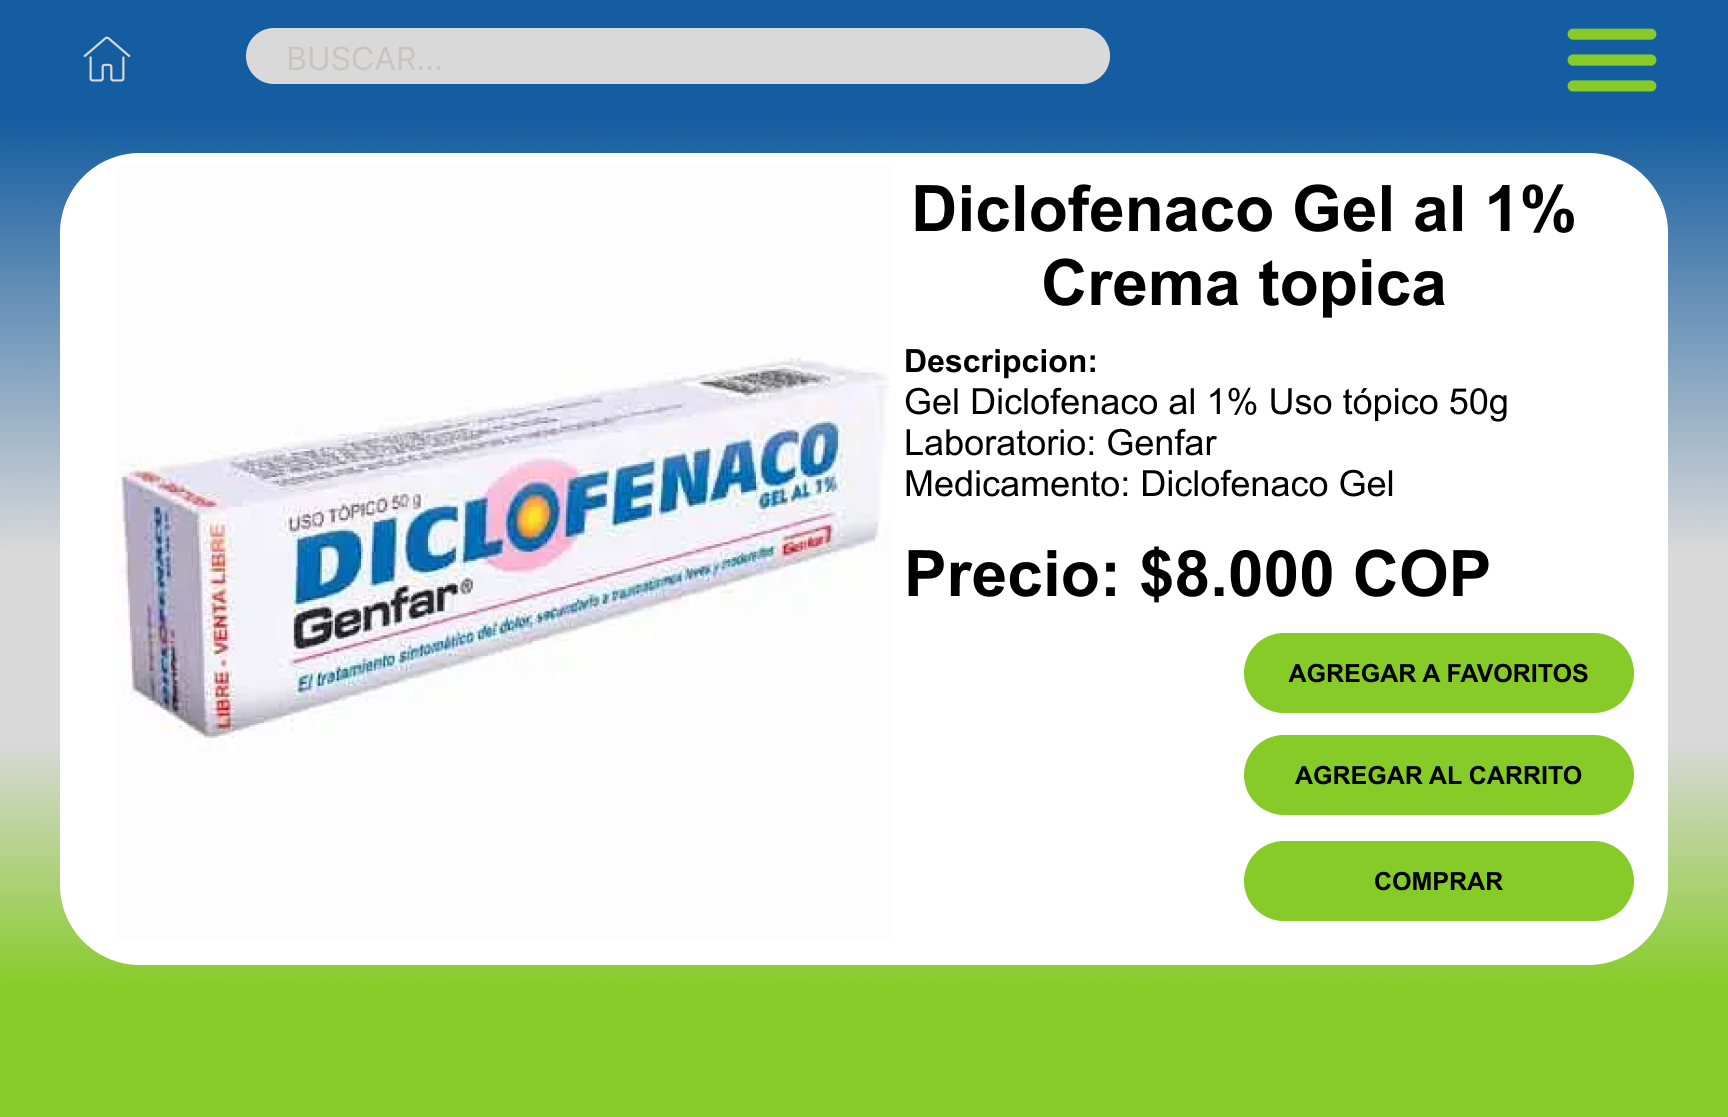 BUSCAR...
Diclofenaco Gel al 1%
Crema topica
Descripcion:
Gel Diclofenaco al 1% Uso tópico 50g
Laboratorio: Genfar
Medicamento: Diclofenaco Gel
Precio: $8.000 COP
AGREGAR A FAVORITOS
AGREGAR AL CARRITO
COMPRAR
USO TÓPICO 50 g
DICLOFENACO
GEL AL 1%
Genfar®
Genfar
El tratamiento sintomático del dolor, secundario a traumatismos leves y moderados
LIBRE - VENTA LIBRE
DICLOFENACO
Genfar